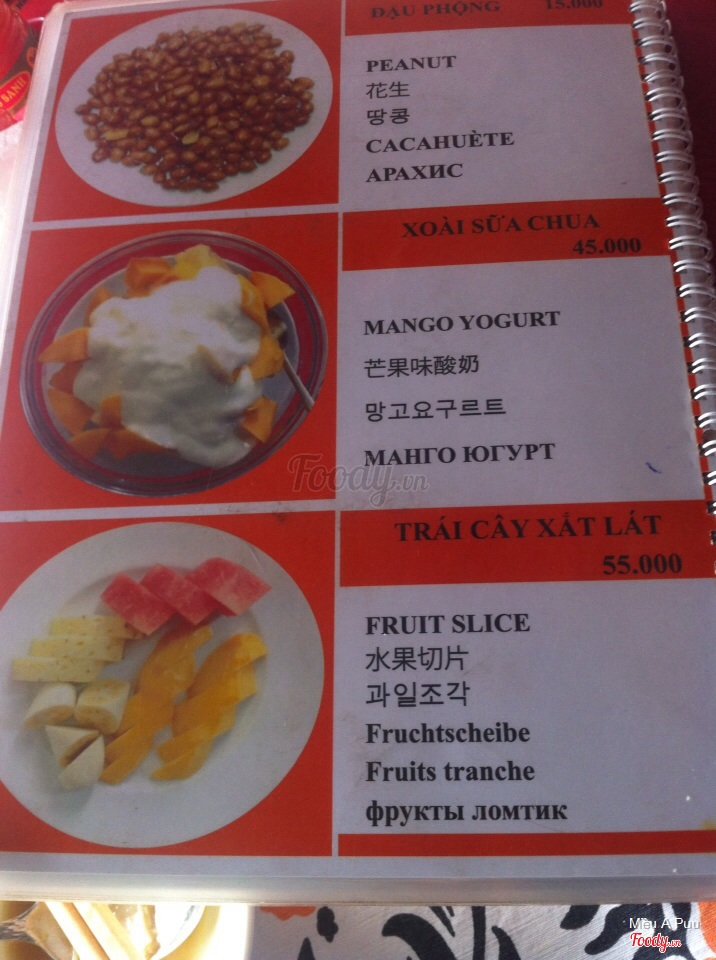 ĐẬU PHỘNG 15.000
PEANUT
花生
땅콩
CACAHUÈTE
АРАХИС
XOÀI SỮA CHUA
45.000
MANGO YOGURT
芒果味酸奶
망고요구르트
МАНГО ЮГУРТ
Foody.vn
TRÁI CÂY XẮT LÁT
55.000
FRUIT SLICE
水果切片
과일조각
Fruchtscheibe
Fruits tranche
фрукты ломтик
Mều A Puu
Foody.vn